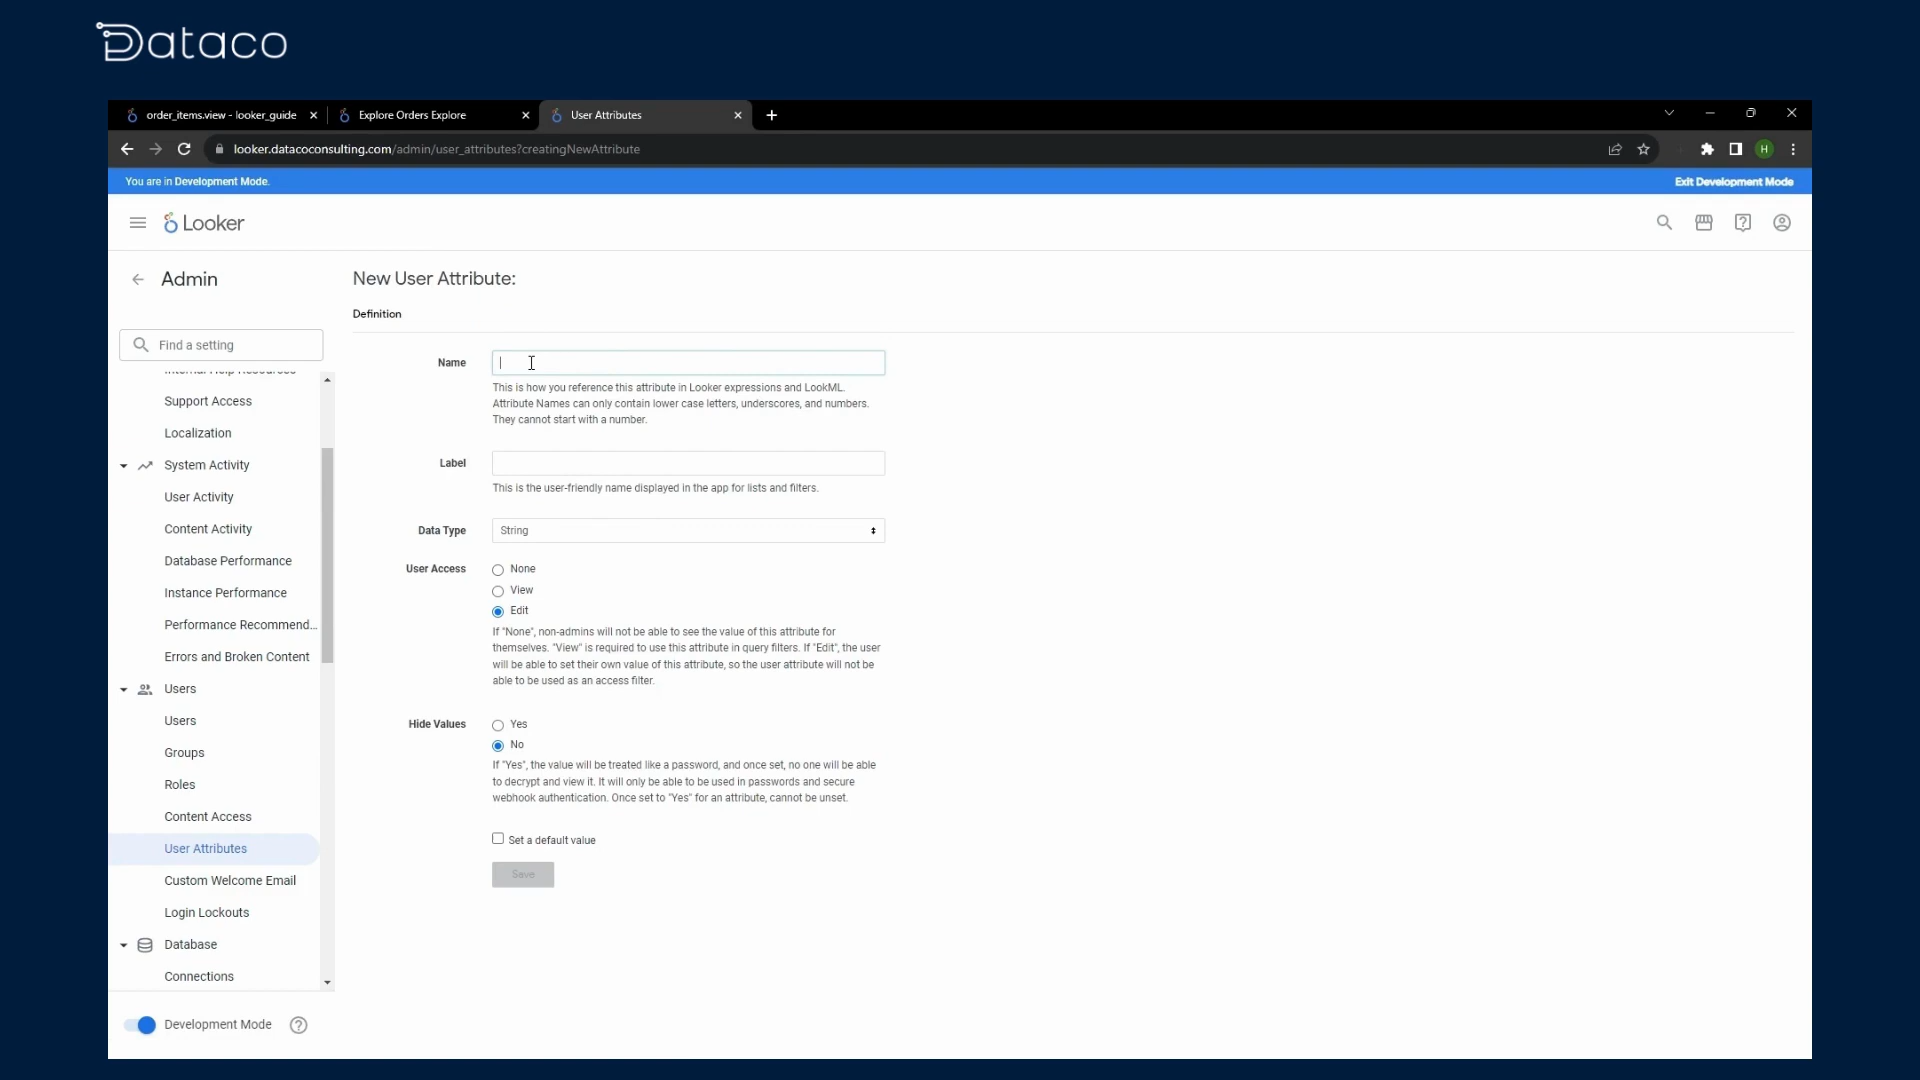 Dataco
order_items.view - looker_guide
Explore Orders Explore
User Attributes
looker.datacoconsulting.com/admin/user_attributes?creatingNewAttribute
H
You are in Development Mode.
Exit Development Mode
Looker
Admin
New User Attribute:
Definition
Find a setting
Internal Help Resources
Support Access
Localization
System Activity
User Activity
Content Activity
Database Performance
Instance Performance
Performance Recommend...
Errors and Broken Content
Users
Users
Groups
Roles
Content Access
User Attributes
Custom Welcome Email
Login Lockouts
Database
Connections
Development Mode
Name
This is how you reference this attribute in Looker expressions and LookML.
Attribute Names can only contain lower case letters, underscores, and numbers.
They cannot start with a number.
Label
This is the user-friendly name displayed in the app for lists and filters.
Data Type
String
User Access
None
View
Edit
If "None", non-admins will not be able to see the value of this attribute for
themselves. "View" is required to use this attribute in query filters. If "Edit", the user
will be able to set their own value of this attribute, so the user attribute will not be
able to be used as an access filter.
Hide Values
Yes
No
If "Yes", the value will be treated like a password, and once set, no one will be able
to decrypt and view it. It will only be able to be used in passwords and secure
webhook authentication. Once set to "Yes" for an attribute, cannot be unset.
Set a default value
Save